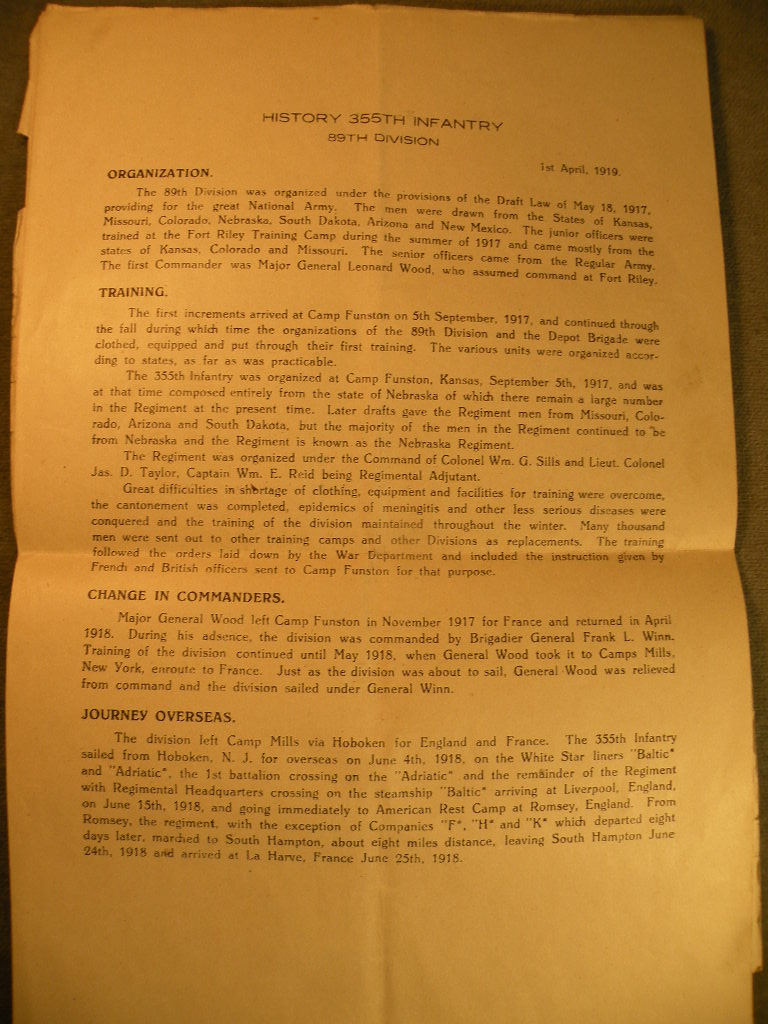 HISTORY 355TH INFANTRY
89TH DIVISION
1st April, 1919.
ORGANIZATION.
The 89th Division was organized under the provisions of the Draft Law of May 18, 1917,
providing for the great National Army. The men were drawn from the States of Kansas,
Missouri, Colorado, Nebraska, South Dakota, Arizona and New Mexico. The junior officers were
trained at the Fort Riley Training Camp during the summer of 1917 and came mostly from the
states of Kansas, Colorado and Missouri. The senior officers came from the Regular Army.
The first Commander was Major General Leonard Wood, who assumed command at Fort Riley.
TRAINING.
The first increments arrived at Camp Funston on 5th September, 1917, and continued through
the fall during which time the organizations of the 89th Division and the Depot Brigade were
clothed, equipped and put through their first training. The various units were organized accor-
ding to states, as far as was practicable.
The 355th Infantry was organized at Camp Funston, Kansas, September 5th, 1917, and was
at that time composed entirely from the state of Nebraska of which there remain a large number
in the Regiment at the present time. Later drafts gave the Regiment men from Missouri, Colo-
rado, Arizona and South Dakota, but the majority of the men in the Regiment continued to be
from Nebraska and the Regiment is known as the Nebraska Regiment.
The Regiment was organized under the Command of Colonel Wm. G. Sills and Lieut. Colonel
Jas. D. Taylor, Captain Wm. E. Reid being Regimental Adjutant.
Great difficulties in shortage of clothing, equipment and facilities for training were overcome,
the cantonement was completed, epidemics of meningitis and other less serious diseases were
conquered and the training of the division maintained throughout the winter. Many thousand
men were sent out to other training camps and other Divisions as replacements. The training
followed the orders laid down by the War Department and included the instruction given by
French and British officers sent to Camp Funston for that purpose.
CHANGE IN COMMANDERS.
Major General Wood left Camp Funston in November 1917 for France and returned in April
1918. During his adsence, the division was commanded by Brigadier General Frank L. Winn.
Training of the division continued until May 1918, when General Wood took it to Camps Mills,
New York, enroute to France. Just as the division was about to sail, General Wood was relieved
from command and the division sailed under General Winn.
JOURNEY OVERSEAS.
The division left Camp Mills via Hoboken for England and France. The 355th Infantry
sailed from Hoboken, N. J. for overseas on June 4th, 1918, on the White Star liners "Baltic"
and "Adriatic", the 1st battalion crossing on the "Adriatic" and the remainder of the Regiment
with Regimental Headquarters crossing on the steamship "Baltic" arriving at Liverpool, England,
on June 15th, 1918, and going immediately to American Rest Camp at Romsey, England. From
Romsey, the regiment, with the exception of Companies "F", "H" and "K" which departed eight
days later, marched to South Hampton, about eight miles distance, leaving South Hampton June
24th, 1918 and arrived at La Harve, France June 25th, 1918.